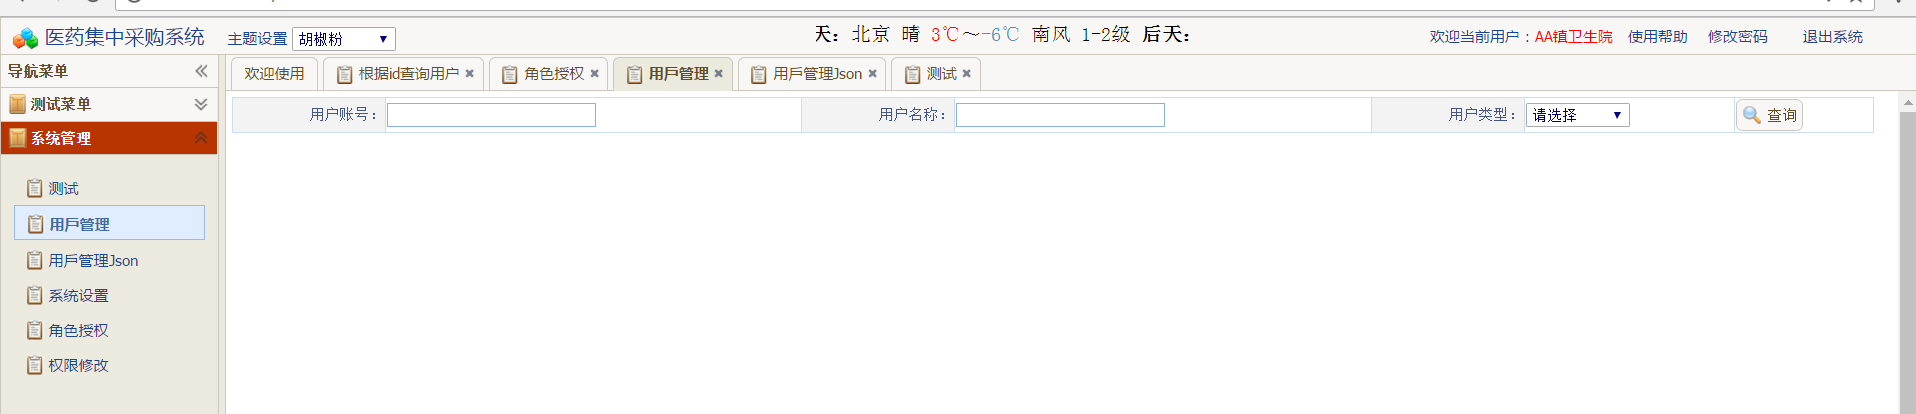 医药集中采购系统 主题设置 胡椒粉 天：北京 晴 3℃～-6℃ 南风 1-2级 后天： 欢迎当前用户：AA镇卫生院 使用帮助 修改密码 退出系统
导航菜单
欢迎使用 根据id查询用户 角色授权 用戶管理 用戶管理Json 测试
测试菜单
用户账号： 用户名称： 用户类型： 请选择 查询
系统管理
测试
用戶管理
用戶管理Json
系统设置
角色授权
权限修改